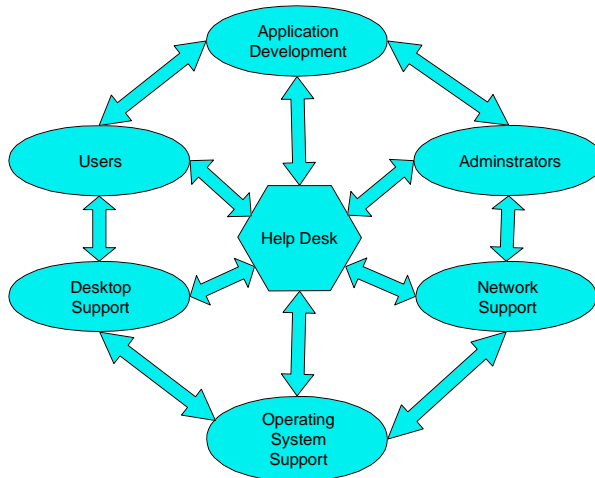 Application
Development
Users
Adminstrators
Help Desk
Desktop
Support
Network
Support
Operating
System
Support